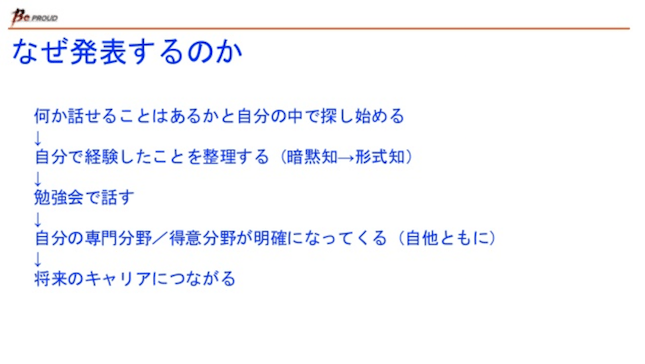 Be PROUD
なぜ発表するのか
何か話せることはあるかと自分の中で探し始める
↓
自分で経験したことを整理する（暗黙知→形式知）
↓
勉強会で話す
↓
自分の専門分野／得意分野が明確になってくる（自他ともに）
↓
将来のキャリアにつながる